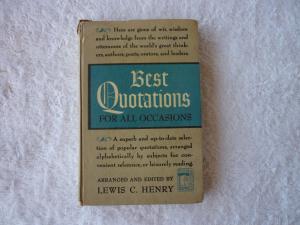 Here are gems of wit, wisdom
and knowledge from the writings and
utterances of the world's great think-
ers, authors, poets, orators, and leaders.
Best
Quotations
FOR ALL OCCASIONS
A superb and up-to-date selec-
tion of popular quotations, arranged
alphabetically by subjects for con-
venient reference, or leisurely reading.
ARRANGED AND EDITED BY
LEWIS C. HENRY